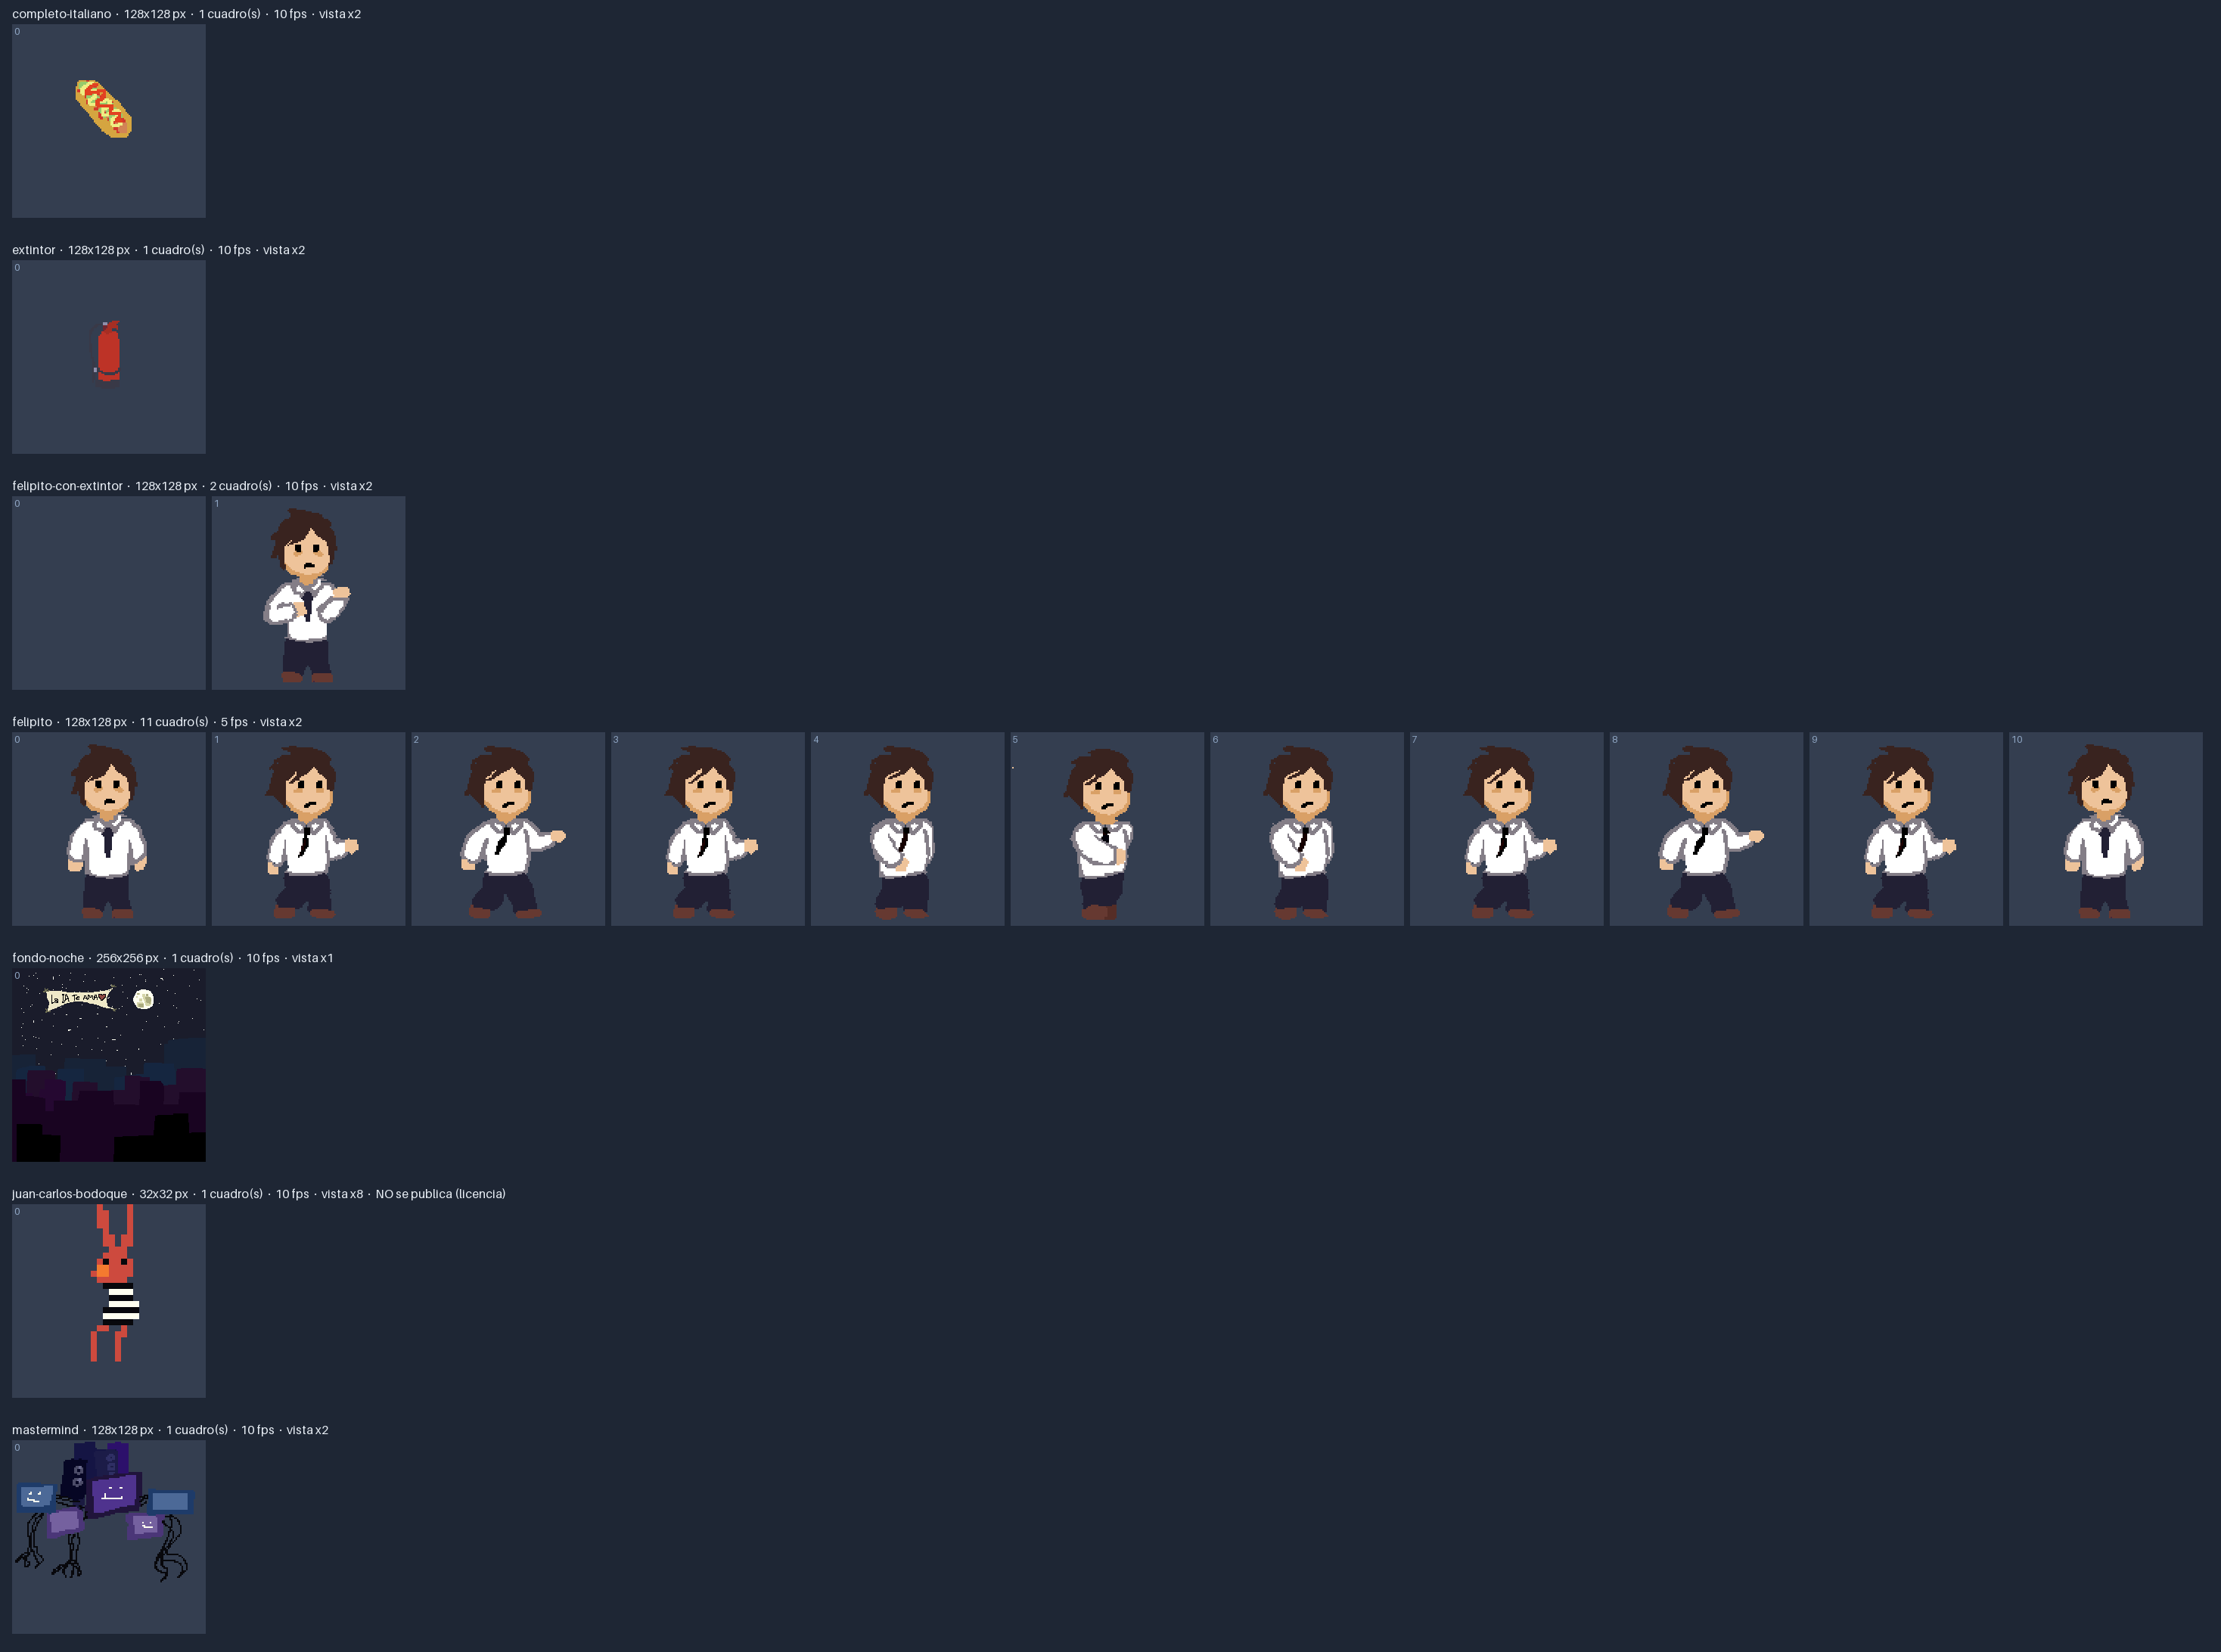 completo-italiano · 128x128 px · 1 cuadro(s) · 10 fps · vista x2
0
extintor · 128x128 px · 1 cuadro(s) · 10 fps · vista x2
0
felipito-con-extintor · 128x128 px · 2 cuadro(s) · 10 fps · vista x2
0 1
felipito · 128x128 px · 11 cuadro(s) · 5 fps · vista x2
0 1 2 3 4 5 6 7 8 9 10
fondo-noche · 256x256 px · 1 cuadro(s) · 10 fps · vista x1
0
La IA Te AMA
juan-carlos-bodoque · 32x32 px · 1 cuadro(s) · 10 fps · vista x8 · NO se publica (licencia)
0
mastermind · 128x128 px · 1 cuadro(s) · 10 fps · vista x2
0